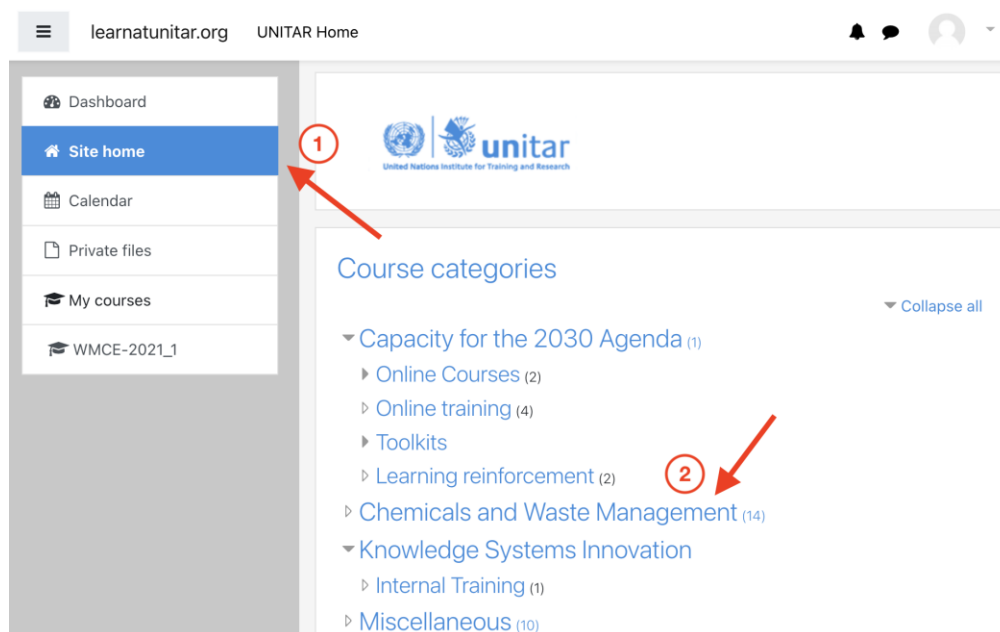 learnatunitar.org UNITAR Home
Dashboard
Site home
Calendar
Private files
My courses
WMCE-2021_1
1
unitar
United Nations Institute for Training and Research
Course categories
Collapse all
Capacity for the 2030 Agenda (1)
Online Courses (2)
Online training (4)
Toolkits
Learning reinforcement (2)
2
Chemicals and Waste Management (14)
Knowledge Systems Innovation
Internal Training (1)
Miscellaneous (10)